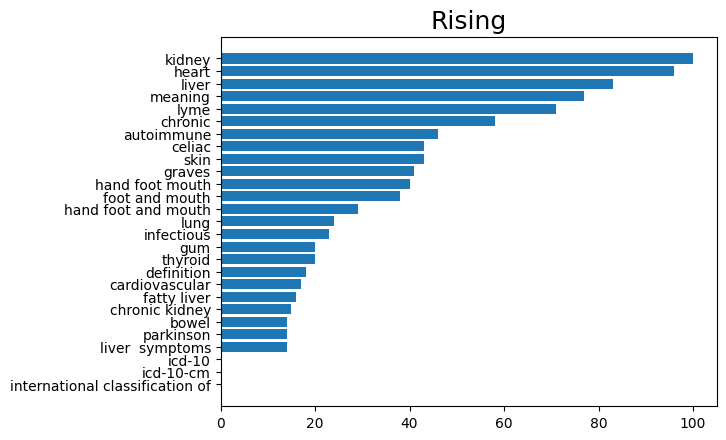 Rising
kidney
heart
liver
meaning
lyme
chronic
autoimmune
celiac
skin
graves
hand foot mouth
foot and mouth
hand foot and mouth
lung
infectious
gum
thyroid
definition
cardiovascular
fatty liver
chronic kidney
bowel
parkinson
liver  symptoms
icd-10
icd-10-cm
international classification of
0 20 40 60 80 100